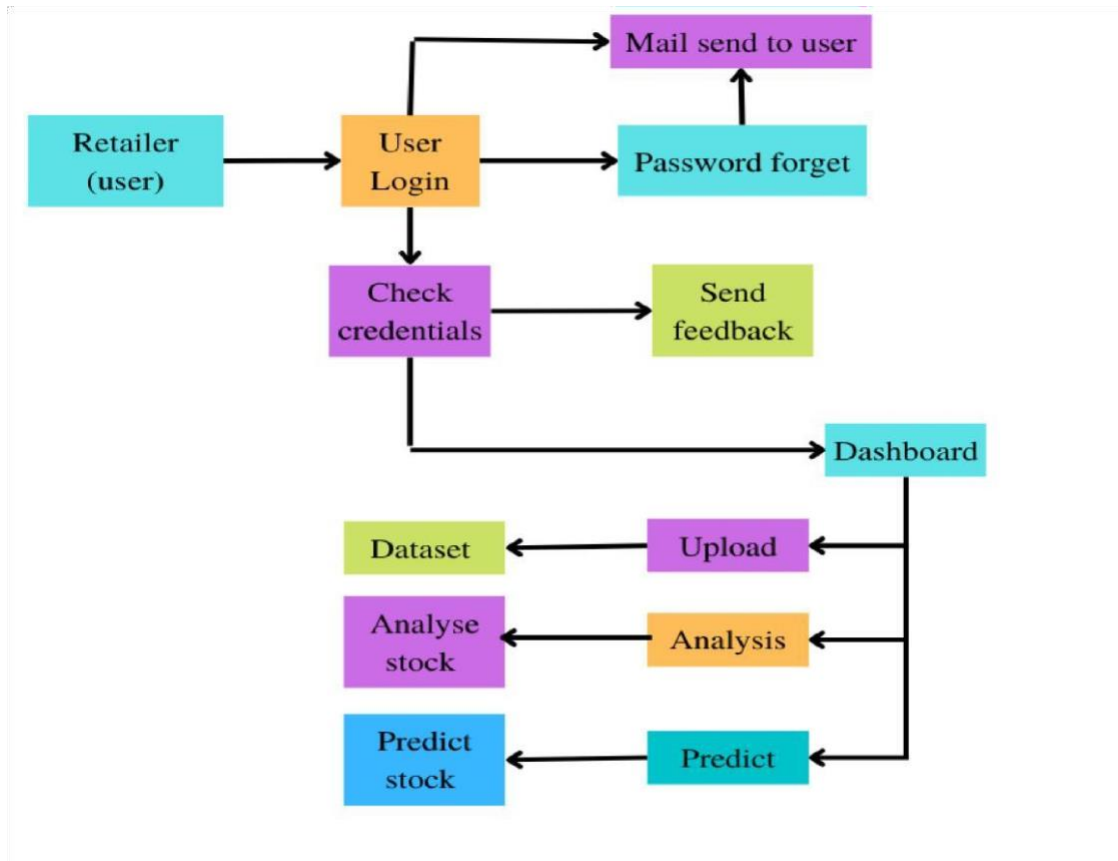 Mail send to user
Retailer
(user)
User
Login
Password forget
Check
credentials
Send
feedback
Dashboard
Dataset
Upload
Analyse
stock
Analysis
Predict
stock
Predict